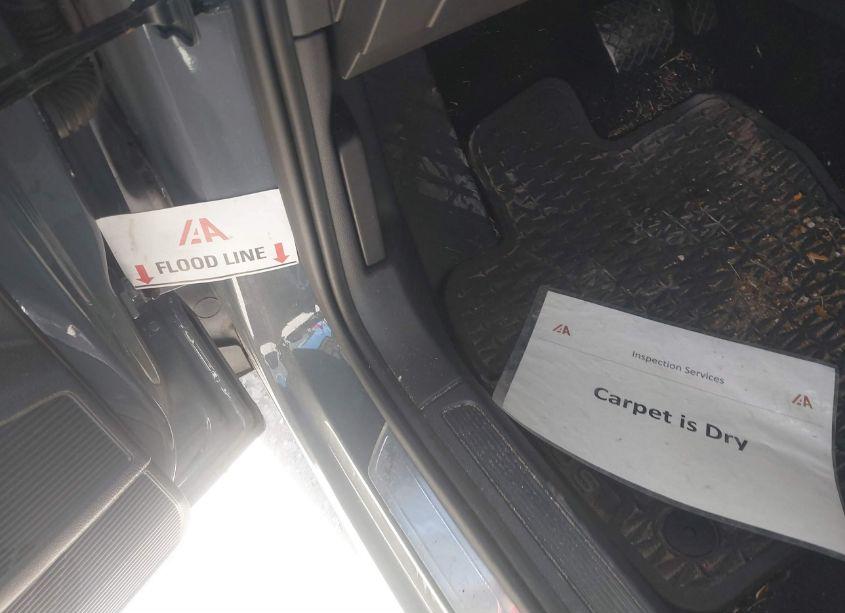 IAA
FLOOD LINE
IAA
Inspection Services
IAA
Carpet is Dry